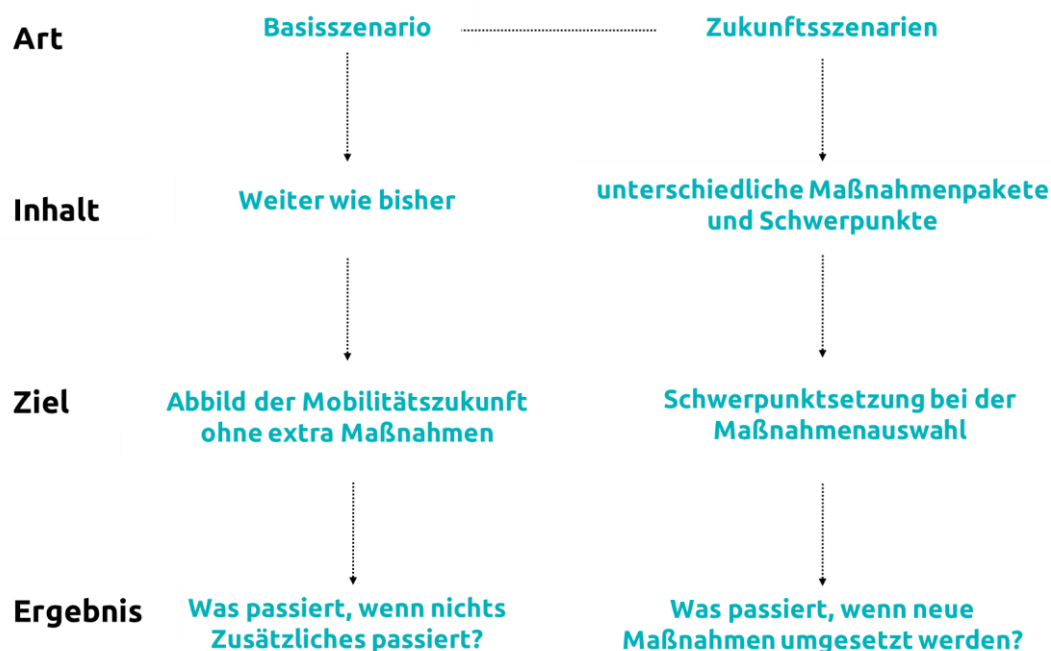 Art
Basisszenario
Zukunftsszenarien
Inhalt
Weiter wie bisher
unterschiedliche Maßnahmenpakete
und Schwerpunkte
Ziel
Abbild der Mobilitätszukunft
ohne extra Maßnahmen
Schwerpunktsetzung bei der
Maßnahmenauswahl
Ergebnis
Was passiert, wenn nichts
Zusätzliches passiert?
Was passiert, wenn neue
Maßnahmen umgesetzt werden?